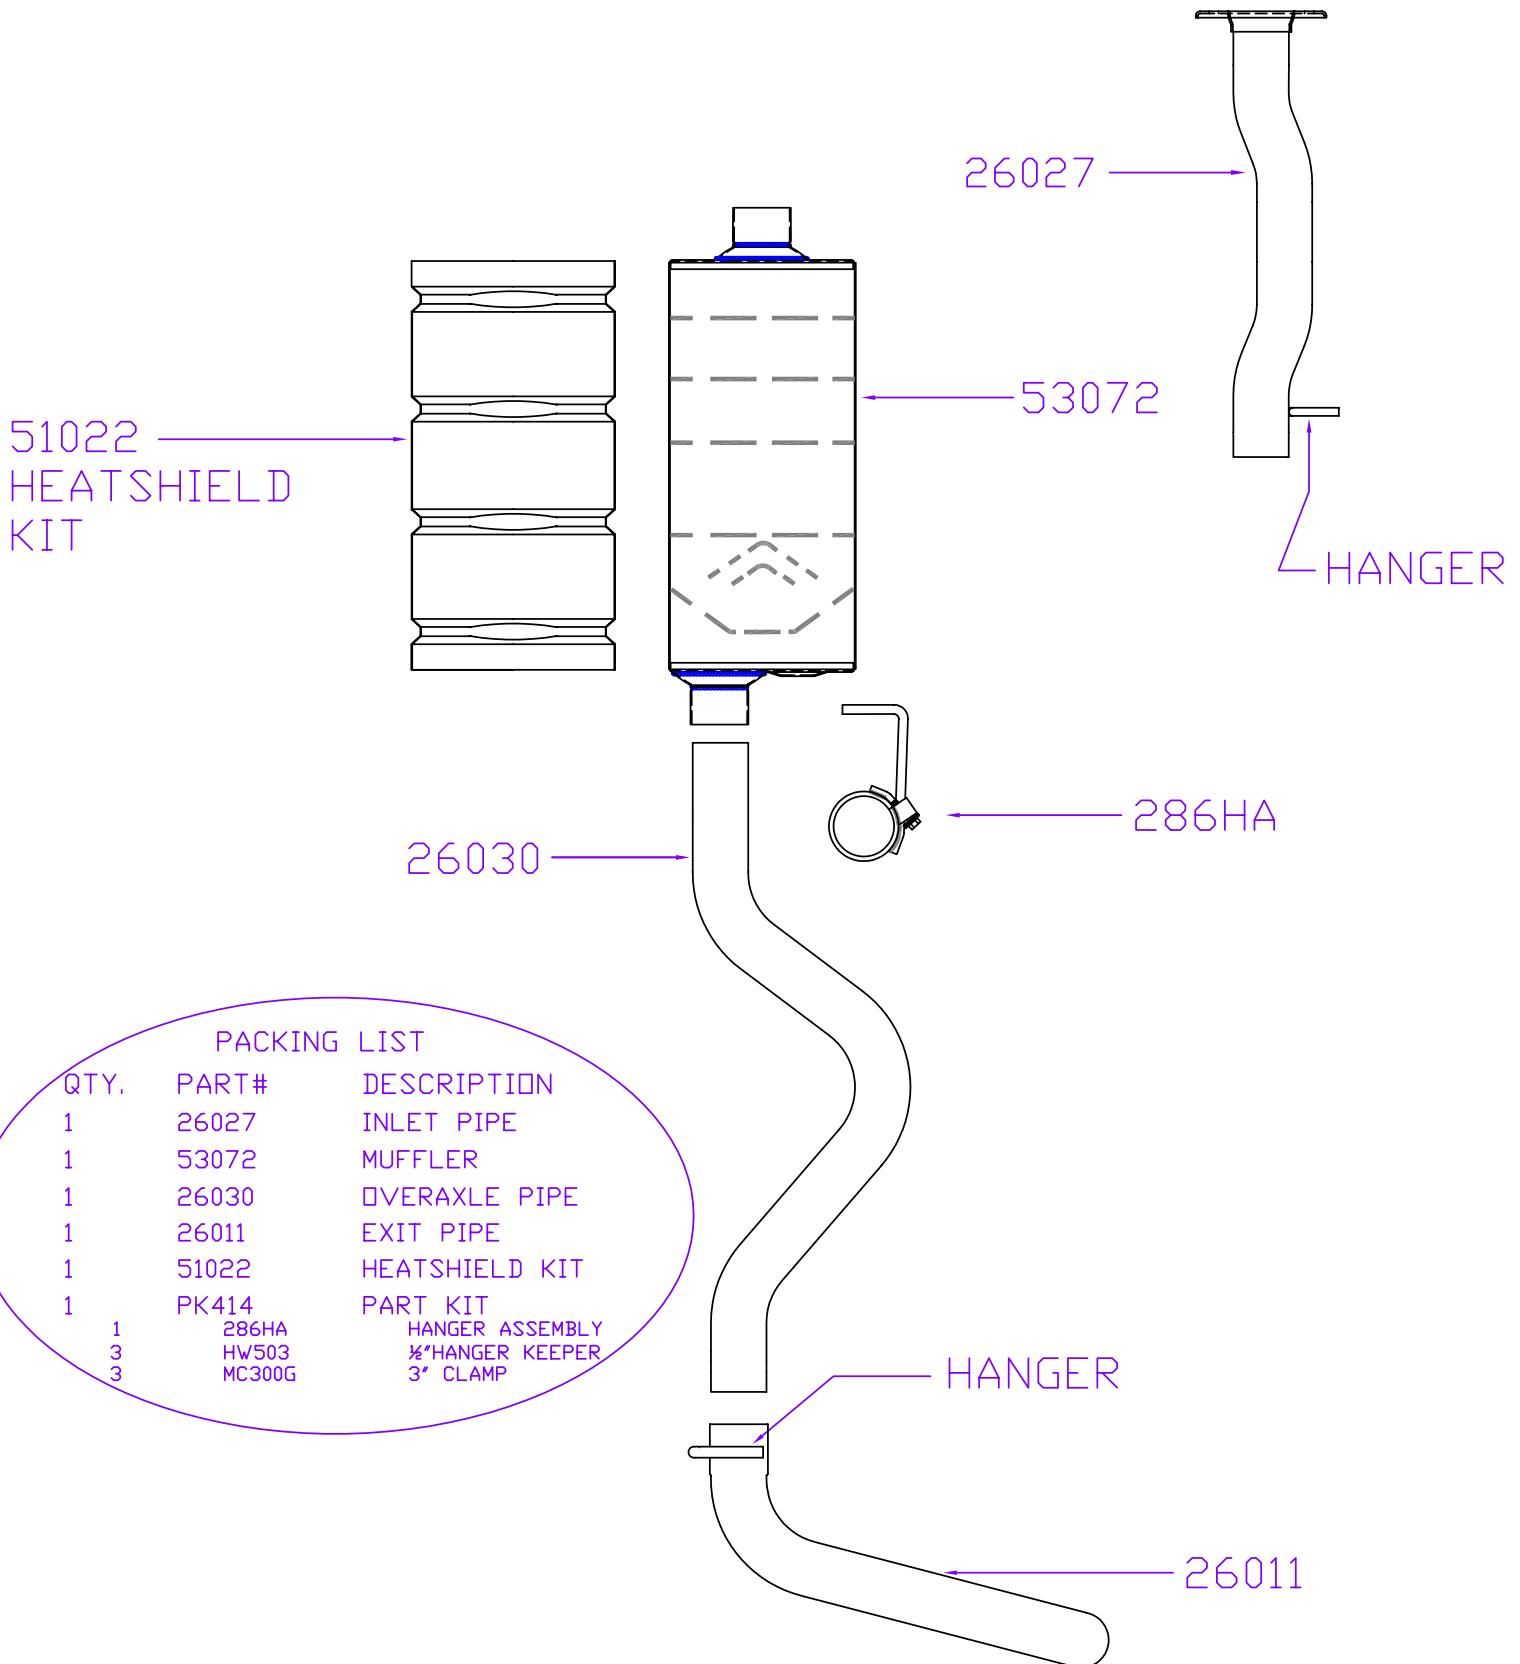 26027
53072
51022
HEATSHIELD
KIT
HANGER
286HA
26030
PACKING LIST
QTY. PART# DESCRIPTION
1 26027 INLET PIPE
1 53072 MUFFLER
1 26030 OVERAXLE PIPE
1 26011 EXIT PIPE
1 51022 HEATSHIELD KIT
1 PK414 PART KIT
1 286HA HANGER ASSEMBLY
3 HW503 ½"HANGER KEEPER
3 MC300G 3" CLAMP
HANGER
26011